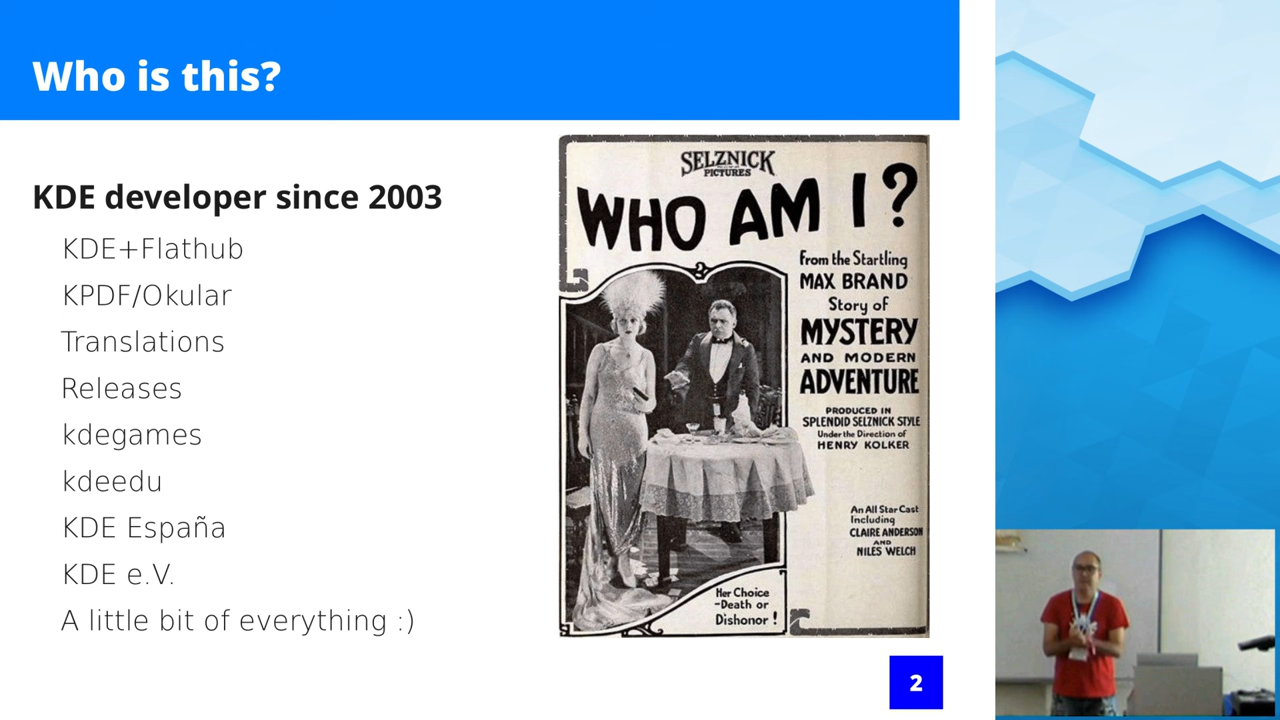 Who is this?
KDE developer since 2003
KDE+Flathub
KPDF/Okular
Translations
Releases
kdegames
kdeedu
KDE España
KDE e.V.
A little bit of everything :)
SELZNICK
PICTURES
WHO AM I?
From the Startling
MAX BRAND
Story of
MYSTERY
AND MODERN
ADVENTURE
PRODUCED IN
SPLENDID SELZNICK STYLE
Under the Direction of
HENRY KOLKER
An All Star Cast
Including
CLAIRE ANDERSON
AND
NILES WELCH
Her Choice
-Death or
Dishonor!
2